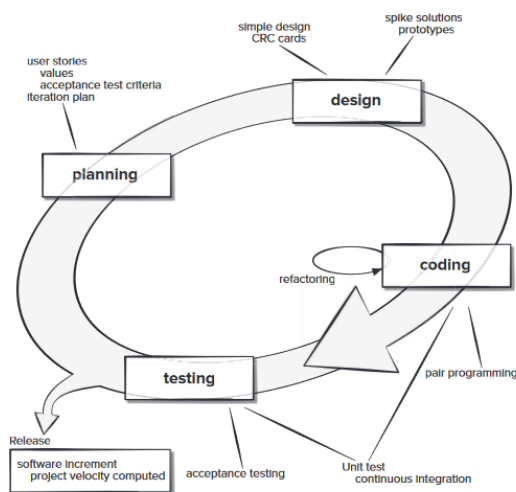 simple design
CRC cards
spike solutions
prototypes
user stories
values
acceptance test criteria
iteration plan
design
planning
coding
refactoring
testing
pair programming
Release
software increment
project velocity computed
acceptance testing
Unit test
continuous integration